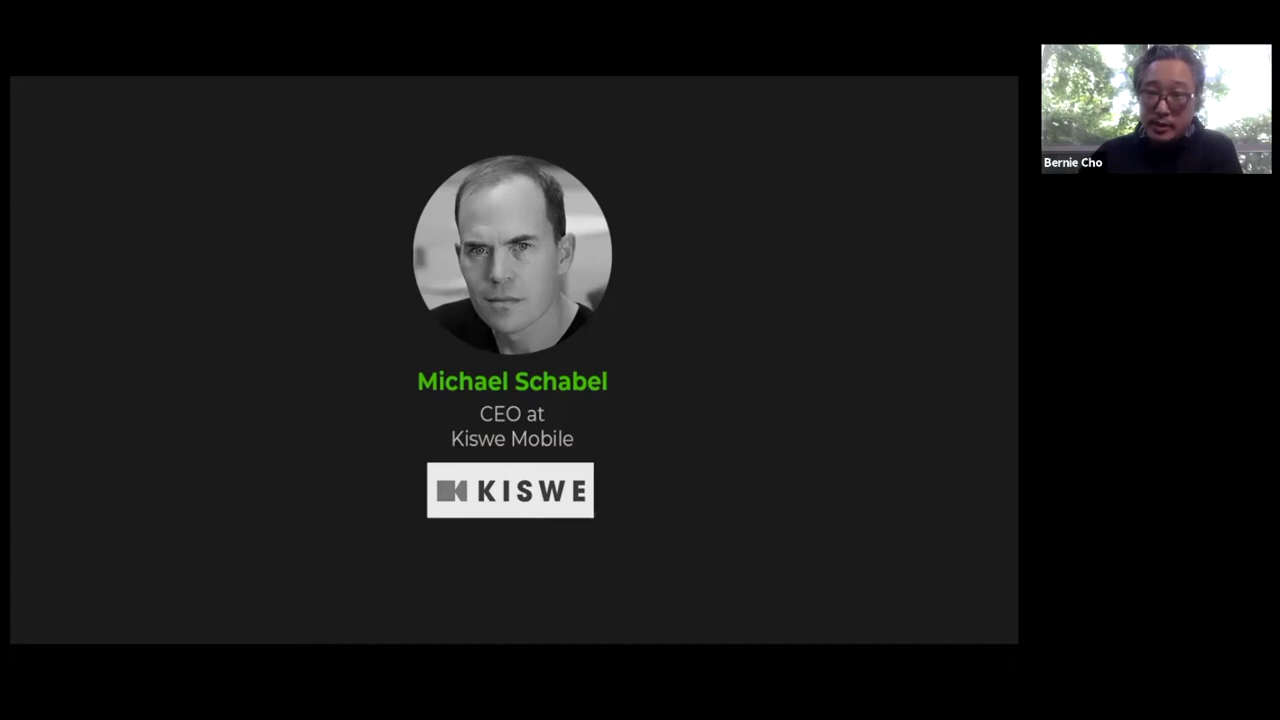 Michael Schabel
CEO at
Kiswe Mobile
KISWE
Bernie Cho